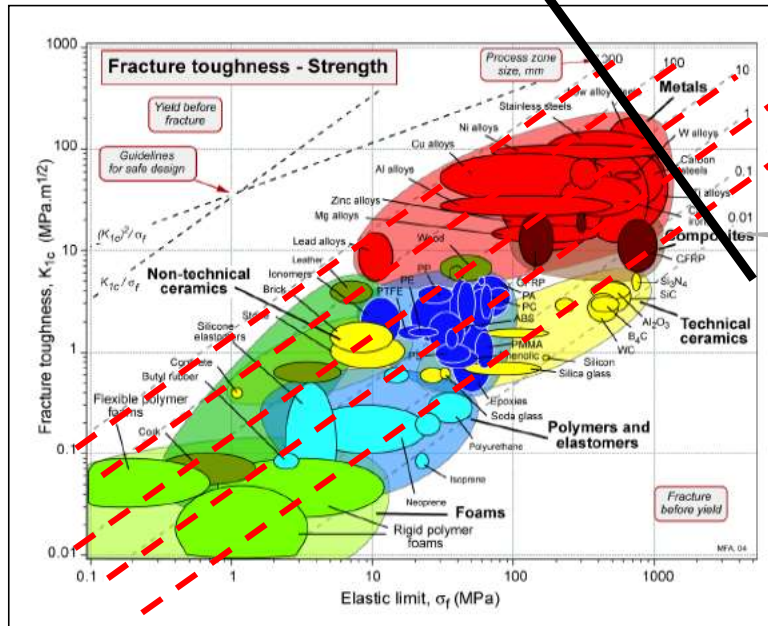 Fracture toughness - Strength
Process zone
size, mm
100
10
1
0.1
0.01
Yield before
fracture
Guidelines
for safe design
1000
100
10
1
0.1
0.01
Fracture toughness, K1c (MPa.m1/2)
(K1c)²/σf
K1c/σf
Metals
Stainless steels
Ni alloys
W alloys
Cu alloys
Carbon
steels
Al alloys
Zinc alloys
Mg alloys
Composites
Lead alloys
Wood
CFRP
Leather
Ionomers
Non-technical
ceramics
Brick
PTFE
PE
PP
PA
PC
ABS
Si3N4
SiC
Al2O3
B4C
WC
Technical
ceramics
Silicone
elastomers
Concrete
Butyl rubber
PMMA
Silicon
Silica glass
Flexible polymer
foams
Epoxies
Soda glass
Polymers and
elastomers
Cork
Polyurethane
Isoprene
Neoprene
Foams
Rigid polymer
foams
Fracture
before yield
MFA, 04
0.1
1
10
100
1000
Elastic limit, σf (MPa)